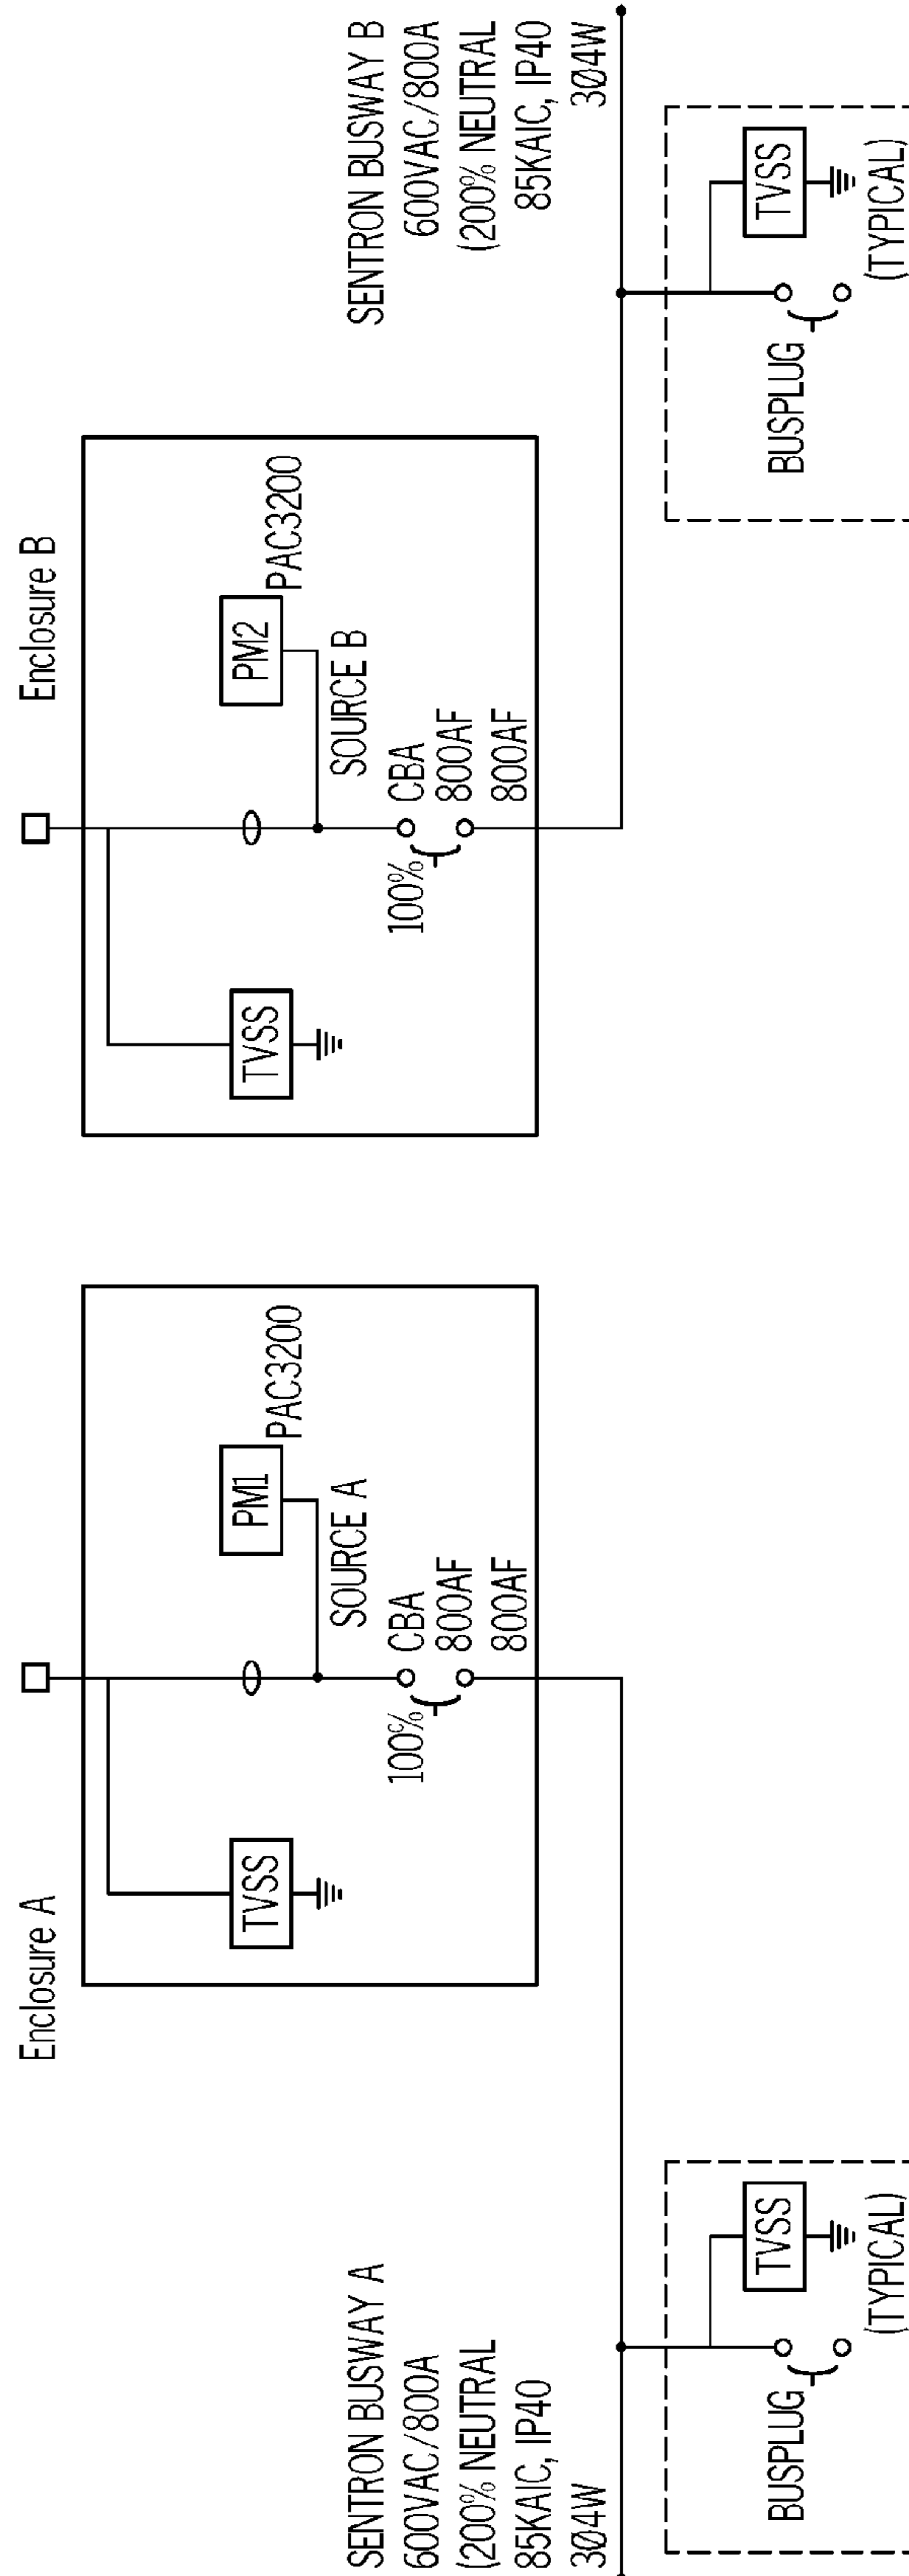 Enclosure A
Enclosure B
TVSS
PM1
PAC3200
SOURCE A
100%
CBA
800AF
800AF
TVSS
PM2
PAC3200
SOURCE B
100%
CBA
800AF
800AF
SENTRON BUSWAY A
600VAC/800A
(200% NEUTRAL
85KAIC, IP40
3Ø4W
SENTRON BUSWAY B
600VAC/800A
(200% NEUTRAL
85KAIC, IP40
3Ø4W
BUSPLUG
TVSS
(TYPICAL)
BUSPLUG
TVSS
(TYPICAL)